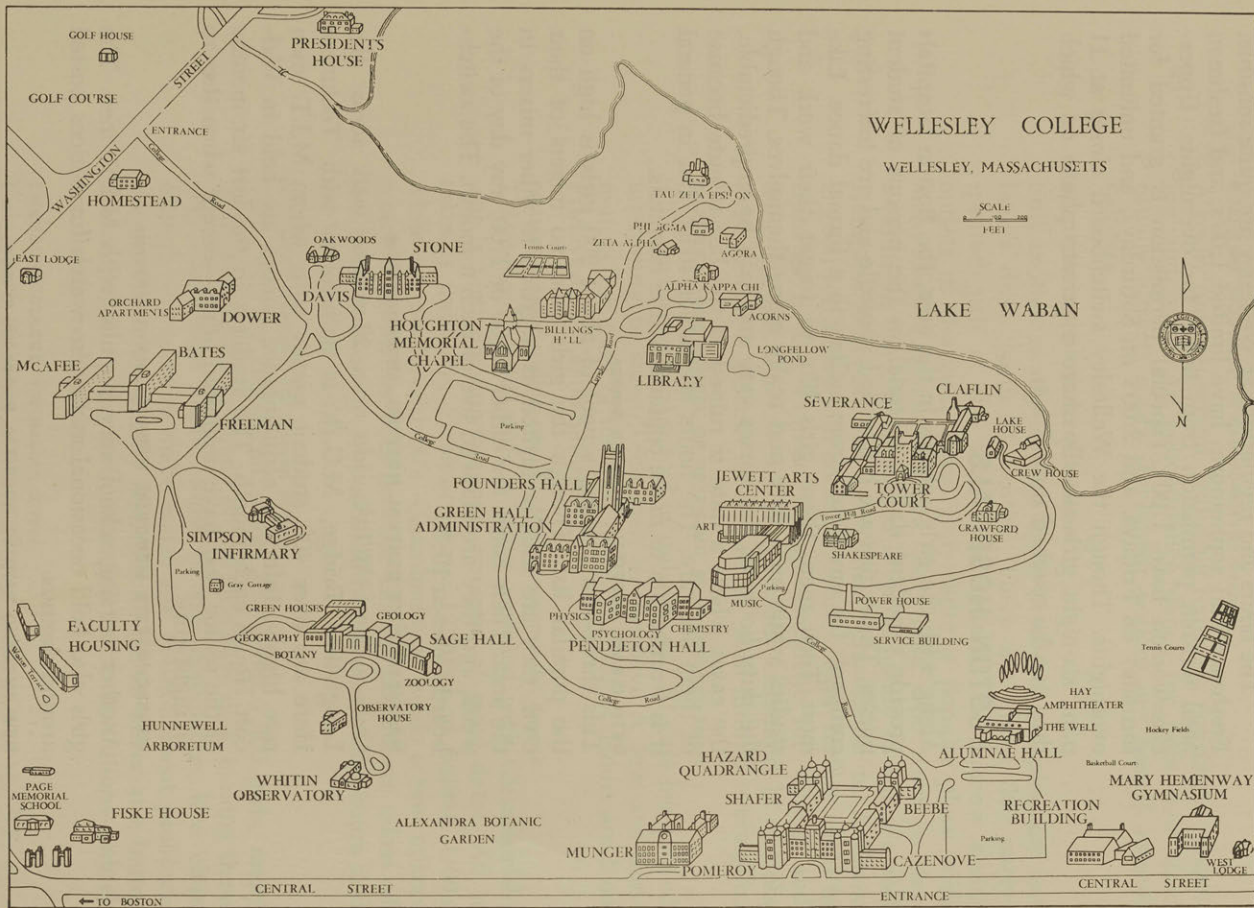 GOLF HOUSE
GOLF COURSE
PRESIDENT'S
HOUSE
WASHINGTON STREET
ENTRANCE
College Road
HOMESTEAD
EAST LODGE
WELLESLEY COLLEGE
WELLESLEY, MASSACHUSETTS
SCALE
FEET
LAKE WABAN
N
TAU ZETA EPSILON
PHI SIGMA
ZETA ALPHA
AGORA
ALPHA KAPPA CHI
ACORNS
LONGFELLOW
POND
OAKWOODS
STONE
DAVIS
Tennis Courts
BILLINGS
HALL
HOUGHTON
MEMORIAL
CHAPEL
LIBRARY
Road
ORCHARD
APARTMENTS
DOWER
MCAFEE
BATES
FREEMAN
Parking
College Road
SEVERANCE
CLAFLIN
LAKE
HOUSE
CREW HOUSE
TOWER
COURT
Tower Hill Road
CRAWFORD
HOUSE
FOUNDERS HALL
GREEN HALL
ADMINISTRATION
JEWETT ARTS
CENTER
ART
MUSIC
Parking
SHAKESPEARE
POWER HOUSE
SERVICE BUILDING
SIMPSON
INFIRMARY
Parking
Gray Cottage
GREEN HOUSES
GEOLOGY
GEOGRAPHY
SAGE HALL
BOTANY
ZOOLOGY
PHYSICS
PSYCHOLOGY
CHEMISTRY
PENDLETON HALL
College Road
College Road
FACULTY
HOUSING
Terrace
HUNNEWELL
ARBORETUM
OBSERVATORY
HOUSE
WHITIN
OBSERVATORY
Tennis Courts
HAY
AMPHITHEATER
THE WELL
ALUMNAE HALL
Hockey Fields
Basketball Court
MARY HEMENWAY
GYMNASIUM
RECREATION
BUILDING
WEST
LODGE
Parking
PAGE
MEMORIAL
SCHOOL
FISKE HOUSE
ALEXANDRA BOTANIC
GARDEN
HAZARD
QUADRANGLE
SHAFER
BEEBE
MUNGER
POMEROY
CAZENOVE
CENTRAL STREET
CENTRAL STREET
ENTRANCE
TO BOSTON